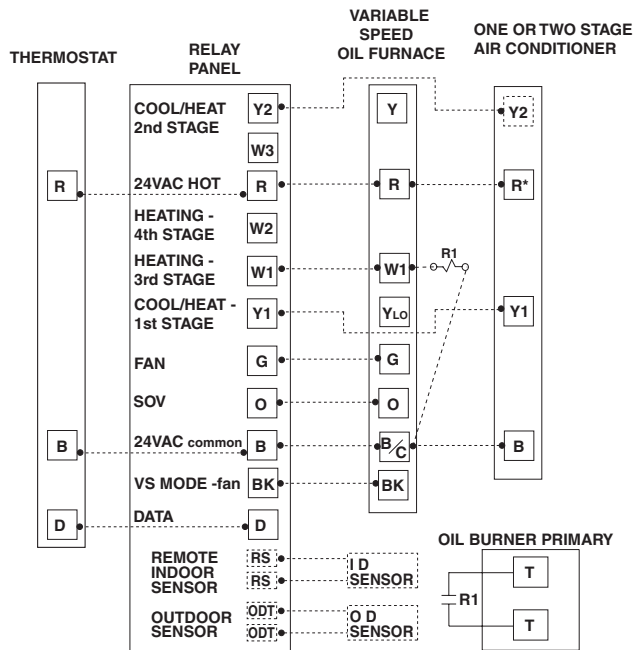 THERMOSTAT
RELAY
PANEL
VARIABLE
SPEED
OIL FURNACE
ONE OR TWO STAGE
AIR CONDITIONER
COOL/HEAT
2nd STAGE
Y2
Y
Y2
W3
R
24VAC HOT
R
R
R*
HEATING -
4th STAGE
W2
HEATING -
3rd STAGE
W1
W1
R1
COOL/HEAT -
1st STAGE
Y1
YLO
Y1
FAN
G
G
SOV
O
O
B
24VAC common
B
B/C
B
VS MODE -fan
BK
BK
D
DATA
D
REMOTE
INDOOR
SENSOR
RS
RS
I D
SENSOR
OUTDOOR
SENSOR
ODT
ODT
O D
SENSOR
OIL BURNER PRIMARY
T
R1
T